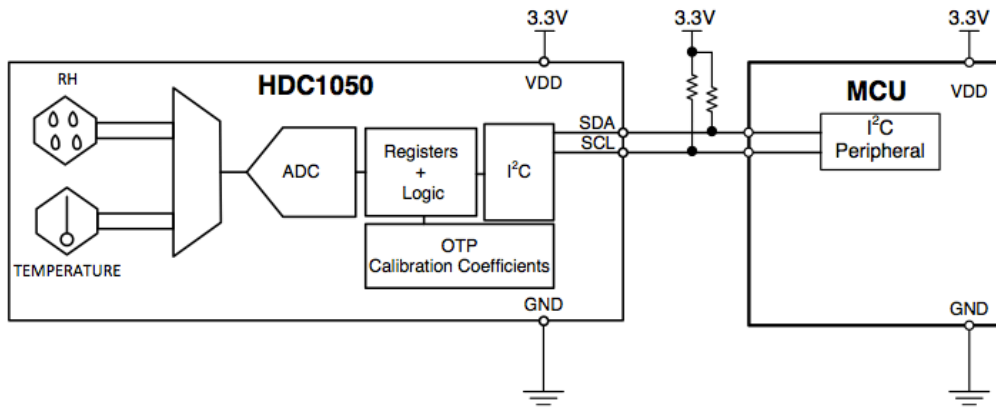 3.3V
3.3V
3.3V
RH
HDC1050
VDD
MCU
VDD
SDA
SCL
I²C
Peripheral
ADC
Registers
+
Logic
I²C
TEMPERATURE
OTP
Calibration Coefficients
GND
GND